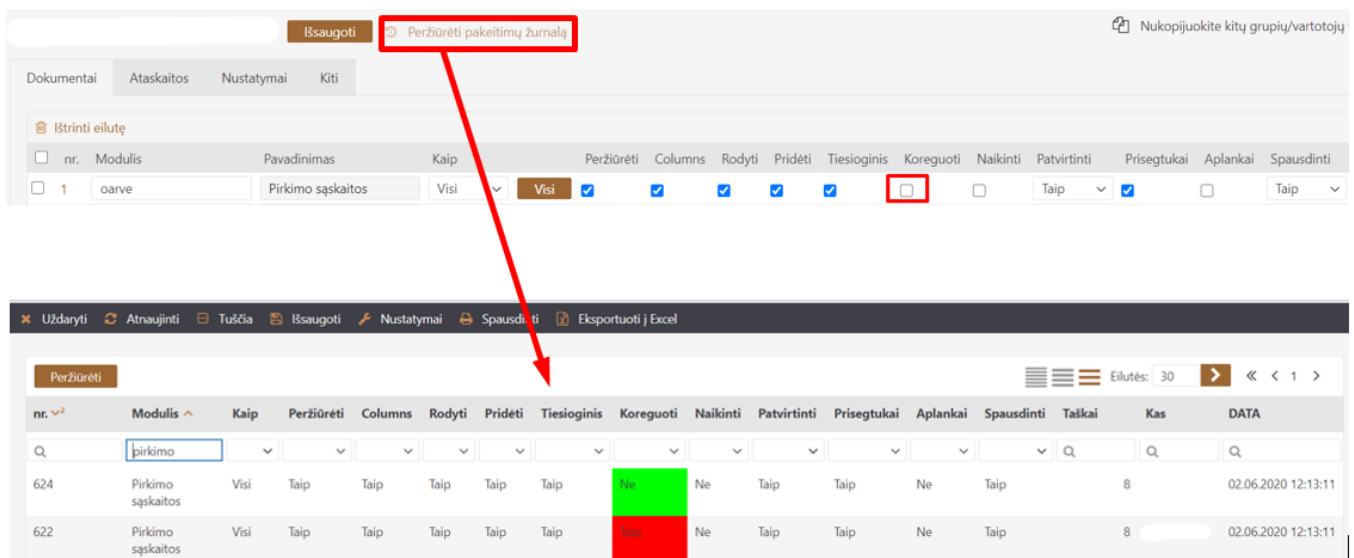 Išsaugoti Peržiūrėti pakeitimų žurnalą Nukopijuokite kitų grupių/vartotojų
Dokumentai Ataskaitos Nustatymai Kiti
Ištrinti eilutę
nr. Modulis Pavadinimas Kaip Peržiūrėti Columns Rodyti Pridėti Tiesioginis Koreguoti Naikinti Patvirtinti Prisegtukai Aplankai Spausdinti
1 oarve Pirkimo sąskaitos Visi Visi Taip Taip
Uždaryti Atnaujinti Tuščia Išsaugoti Nustatymai Spausdinti Eksportuoti į Excel
Peržiūrėti Eilutės: 30 1
nr. 2 Modulis Kaip Peržiūrėti Columns Rodyti Pridėti Tiesioginis Koreguoti Naikinti Patvirtinti Prisegtukai Aplankai Spausdinti Taškai Kas DATA
pirkimo
624 Pirkimo Visi Taip Taip Taip Taip Taip Ne Ne Taip Taip Ne Taip 8 02.06.2020 12:13:11
sąskaitos
622 Pirkimo Visi Taip Taip Taip Taip Taip Taip Ne Taip Taip Ne Taip 8 02.06.2020 12:13:11
sąskaitos